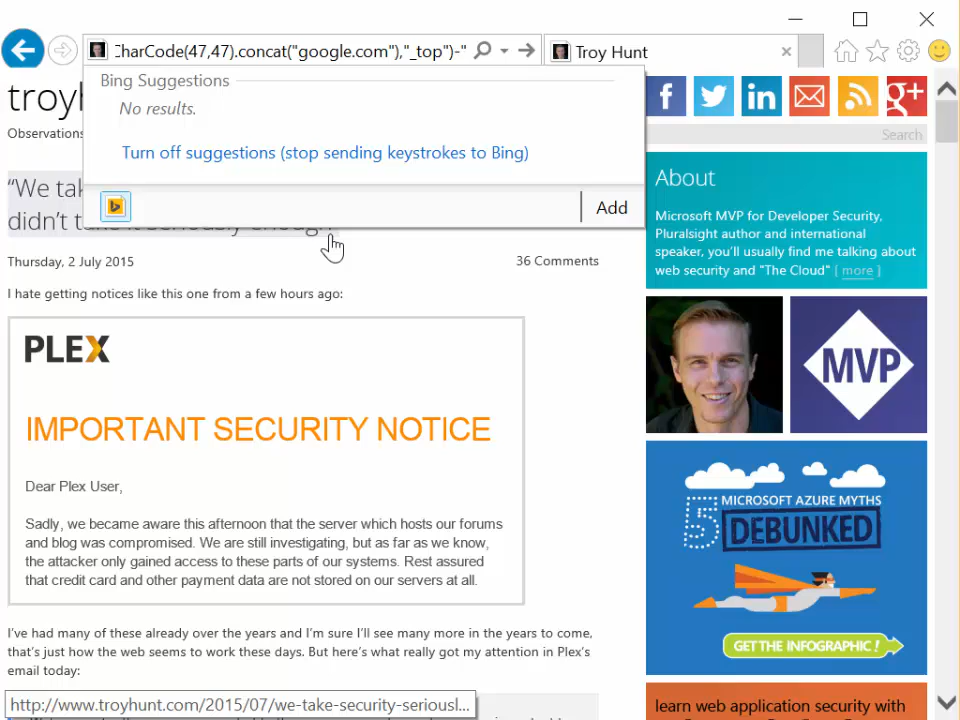 CharCode(47,47).concat("google.com"),"_top")-"
Troy Hunt
Bing Suggestions
No results.
Turn off suggestions (stop sending keystrokes to Bing)
Add
troyh
Observations
Search
"We tak
didn't take it seriously enough"
Thursday, 2 July 2015
36 Comments
I hate getting notices like this one from a few hours ago:
PLEX
IMPORTANT SECURITY NOTICE
Dear Plex User,
Sadly, we became aware this afternoon that the server which hosts our forums
and blog was compromised. We are still investigating, but as far as we know,
the attacker only gained access to these parts of our systems. Rest assured
that credit card and other payment data are not stored on our servers at all.
I've had many of these already over the years and I'm sure I'll see many more in the years to come,
that's just how the web seems to work these days. But here's what really got my attention in Plex's
email today:
http://www.troyhunt.com/2015/07/we-take-security-seriousl...
f
in
g+
About
Microsoft MVP for Developer Security,
Pluralsight author and international
speaker, you'll usually find me talking about
web security and "The Cloud" [ more ]
MVP
5 MICROSOFT AZURE MYTHS
DEBUNKED
GET THE INFOGRAPHIC!
learn web application security with